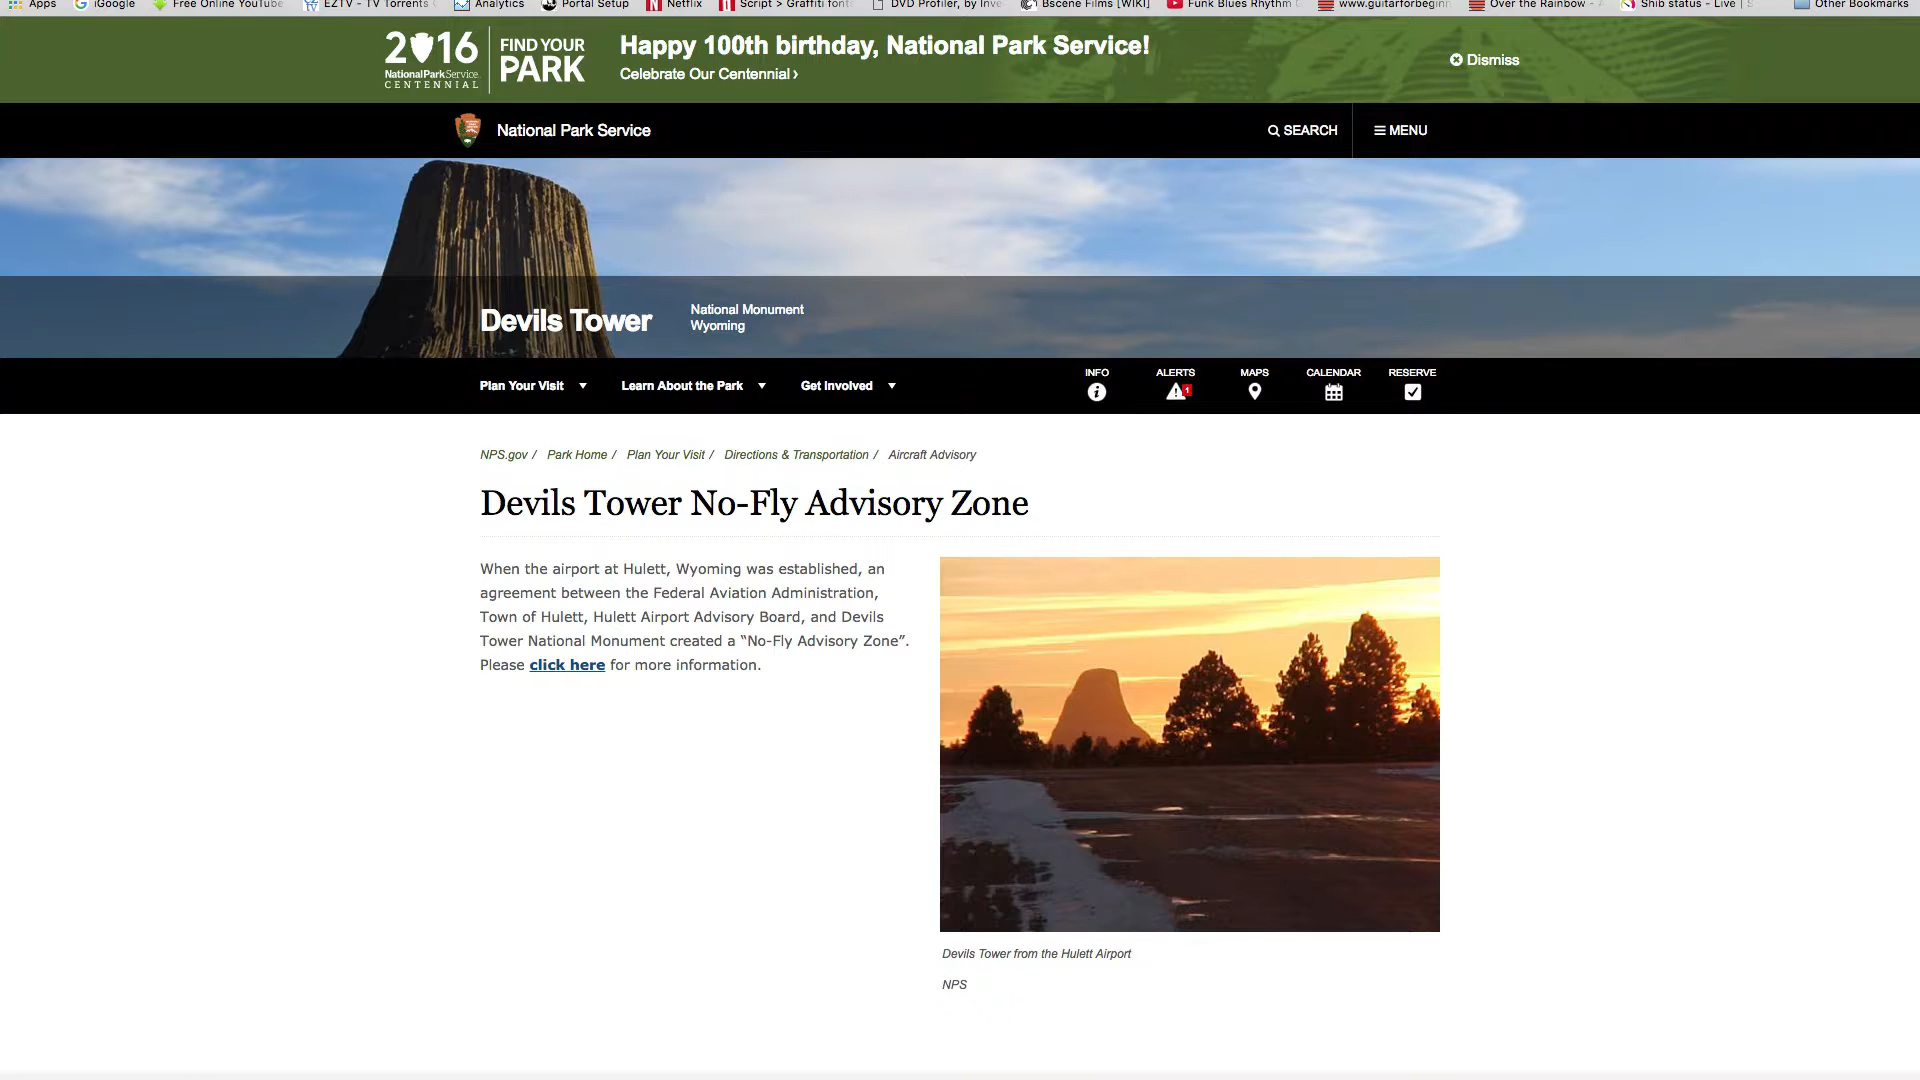 Apps iGoogle Free Online YouTube EZTV - TV Torrents Analytics Portal Setup Netflix Script > Graffiti font DVD Profiler, by Inve Bscene Films [WIKI] Funk Blues Rhythm www.guitarforbeginn Over the Rainbow - Shib status - Live | S Other Bookmarks
2016
NationalParkService
CENTENNIAL
FIND YOUR
PARK
Happy 100th birthday, National Park Service!
Celebrate Our Centennial ›
Dismiss
National Park Service
SEARCH
MENU
Devils Tower
National Monument
Wyoming
Plan Your Visit
Learn About the Park
Get Involved
INFO
ALERTS
1
MAPS
CALENDAR
RESERVE
NPS.gov / Park Home / Plan Your Visit / Directions & Transportation / Aircraft Advisory
Devils Tower No-Fly Advisory Zone
When the airport at Hulett, Wyoming was established, an
agreement between the Federal Aviation Administration,
Town of Hulett, Hulett Airport Advisory Board, and Devils
Tower National Monument created a “No-Fly Advisory Zone”.
Please click here for more information.
Devils Tower from the Hulett Airport
NPS